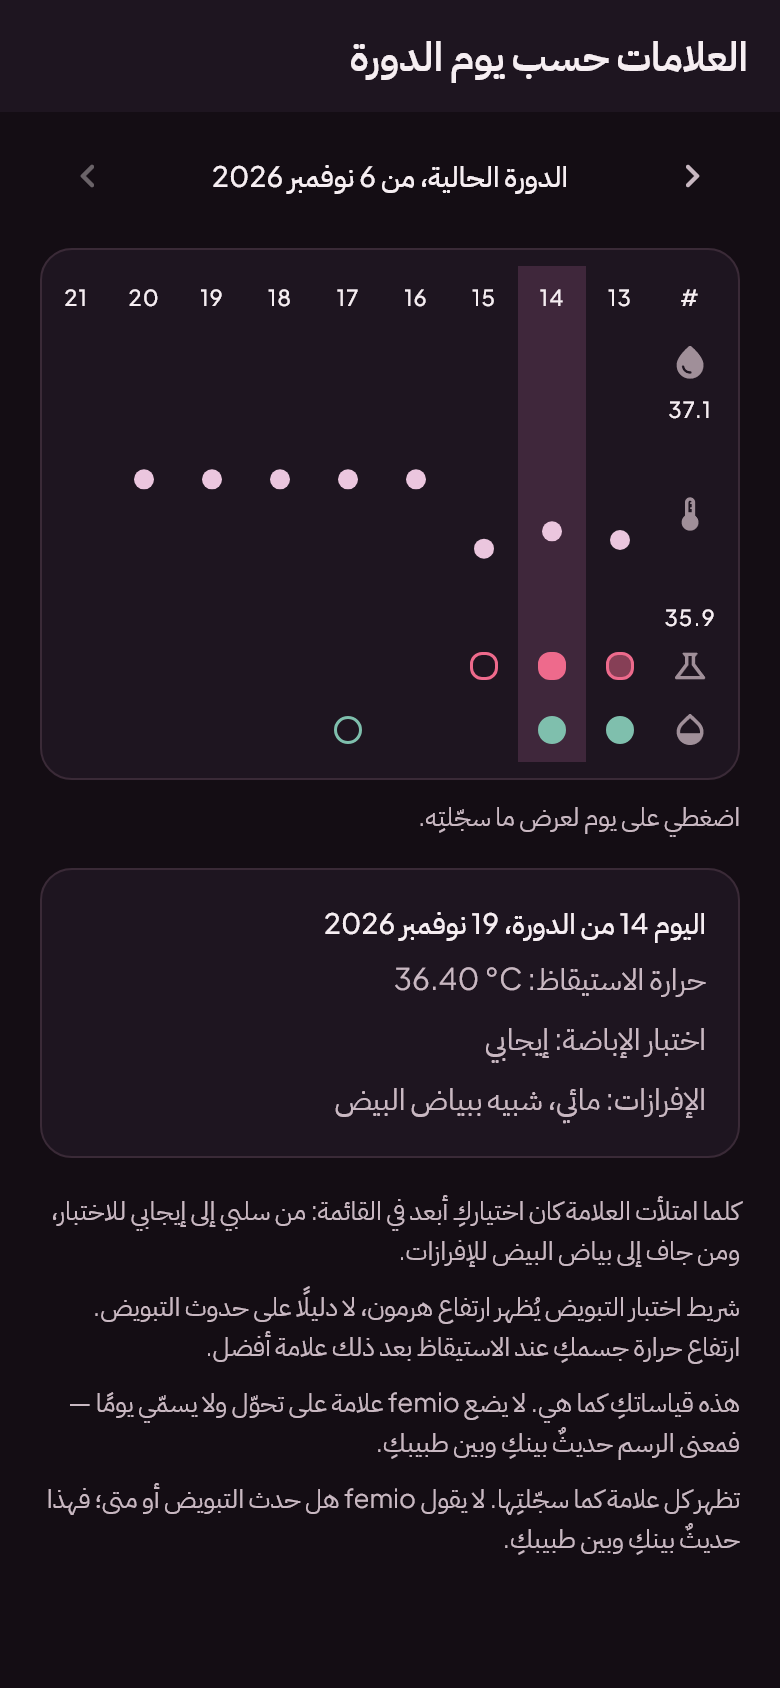 العلامات حسب يوم الدورة
الدورة الحالية، من 6 نوفمبر 2026
# 13 14 15 16 17 18 19 20 21
37.1
35.9
اضغطي على يوم لعرض ما سجّلتِه.
اليوم 14 من الدورة، 19 نوفمبر 2026
حرارة الاستيقاظ: 36.40 °C
اختبار الإباضة: إيجابي
الإفرازات: مائي، شبيه ببياض البيض
كلما امتلأت العلامة كان اختياركِ أبعد في القائمة: من سلبي إلى إيجابي للاختبار،
ومن جاف إلى بياض البيض للإفرازات.
شريط اختبار التبويض يُظهر ارتفاع هرمون، لا دليلًا على حدوث التبويض.
ارتفاع حرارة جسمكِ عند الاستيقاظ بعد ذلك علامة أفضل.
هذه قياساتكِ كما هي. لا يضع femio علامة على تحوّل ولا يسمّي يومًا —
فمعنى الرسم حديثٌ بينكِ وبين طبيبكِ.
تظهر كل علامة كما سجّلتِها. لا يقول femio هل حدث التبويض أو متى؛ فهذا
حديثٌ بينكِ وبين طبيبكِ.